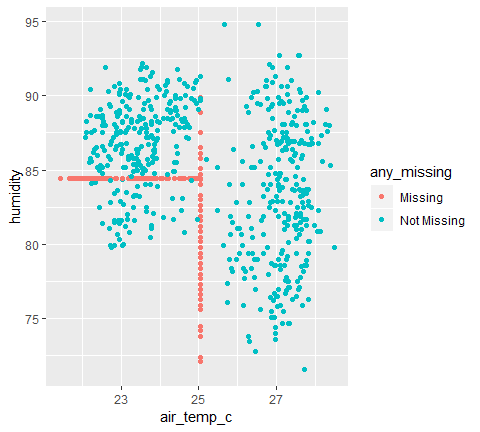 95
90
85
80
75
humidity
23
25
27
air_temp_c
any_missing
Missing
Not Missing